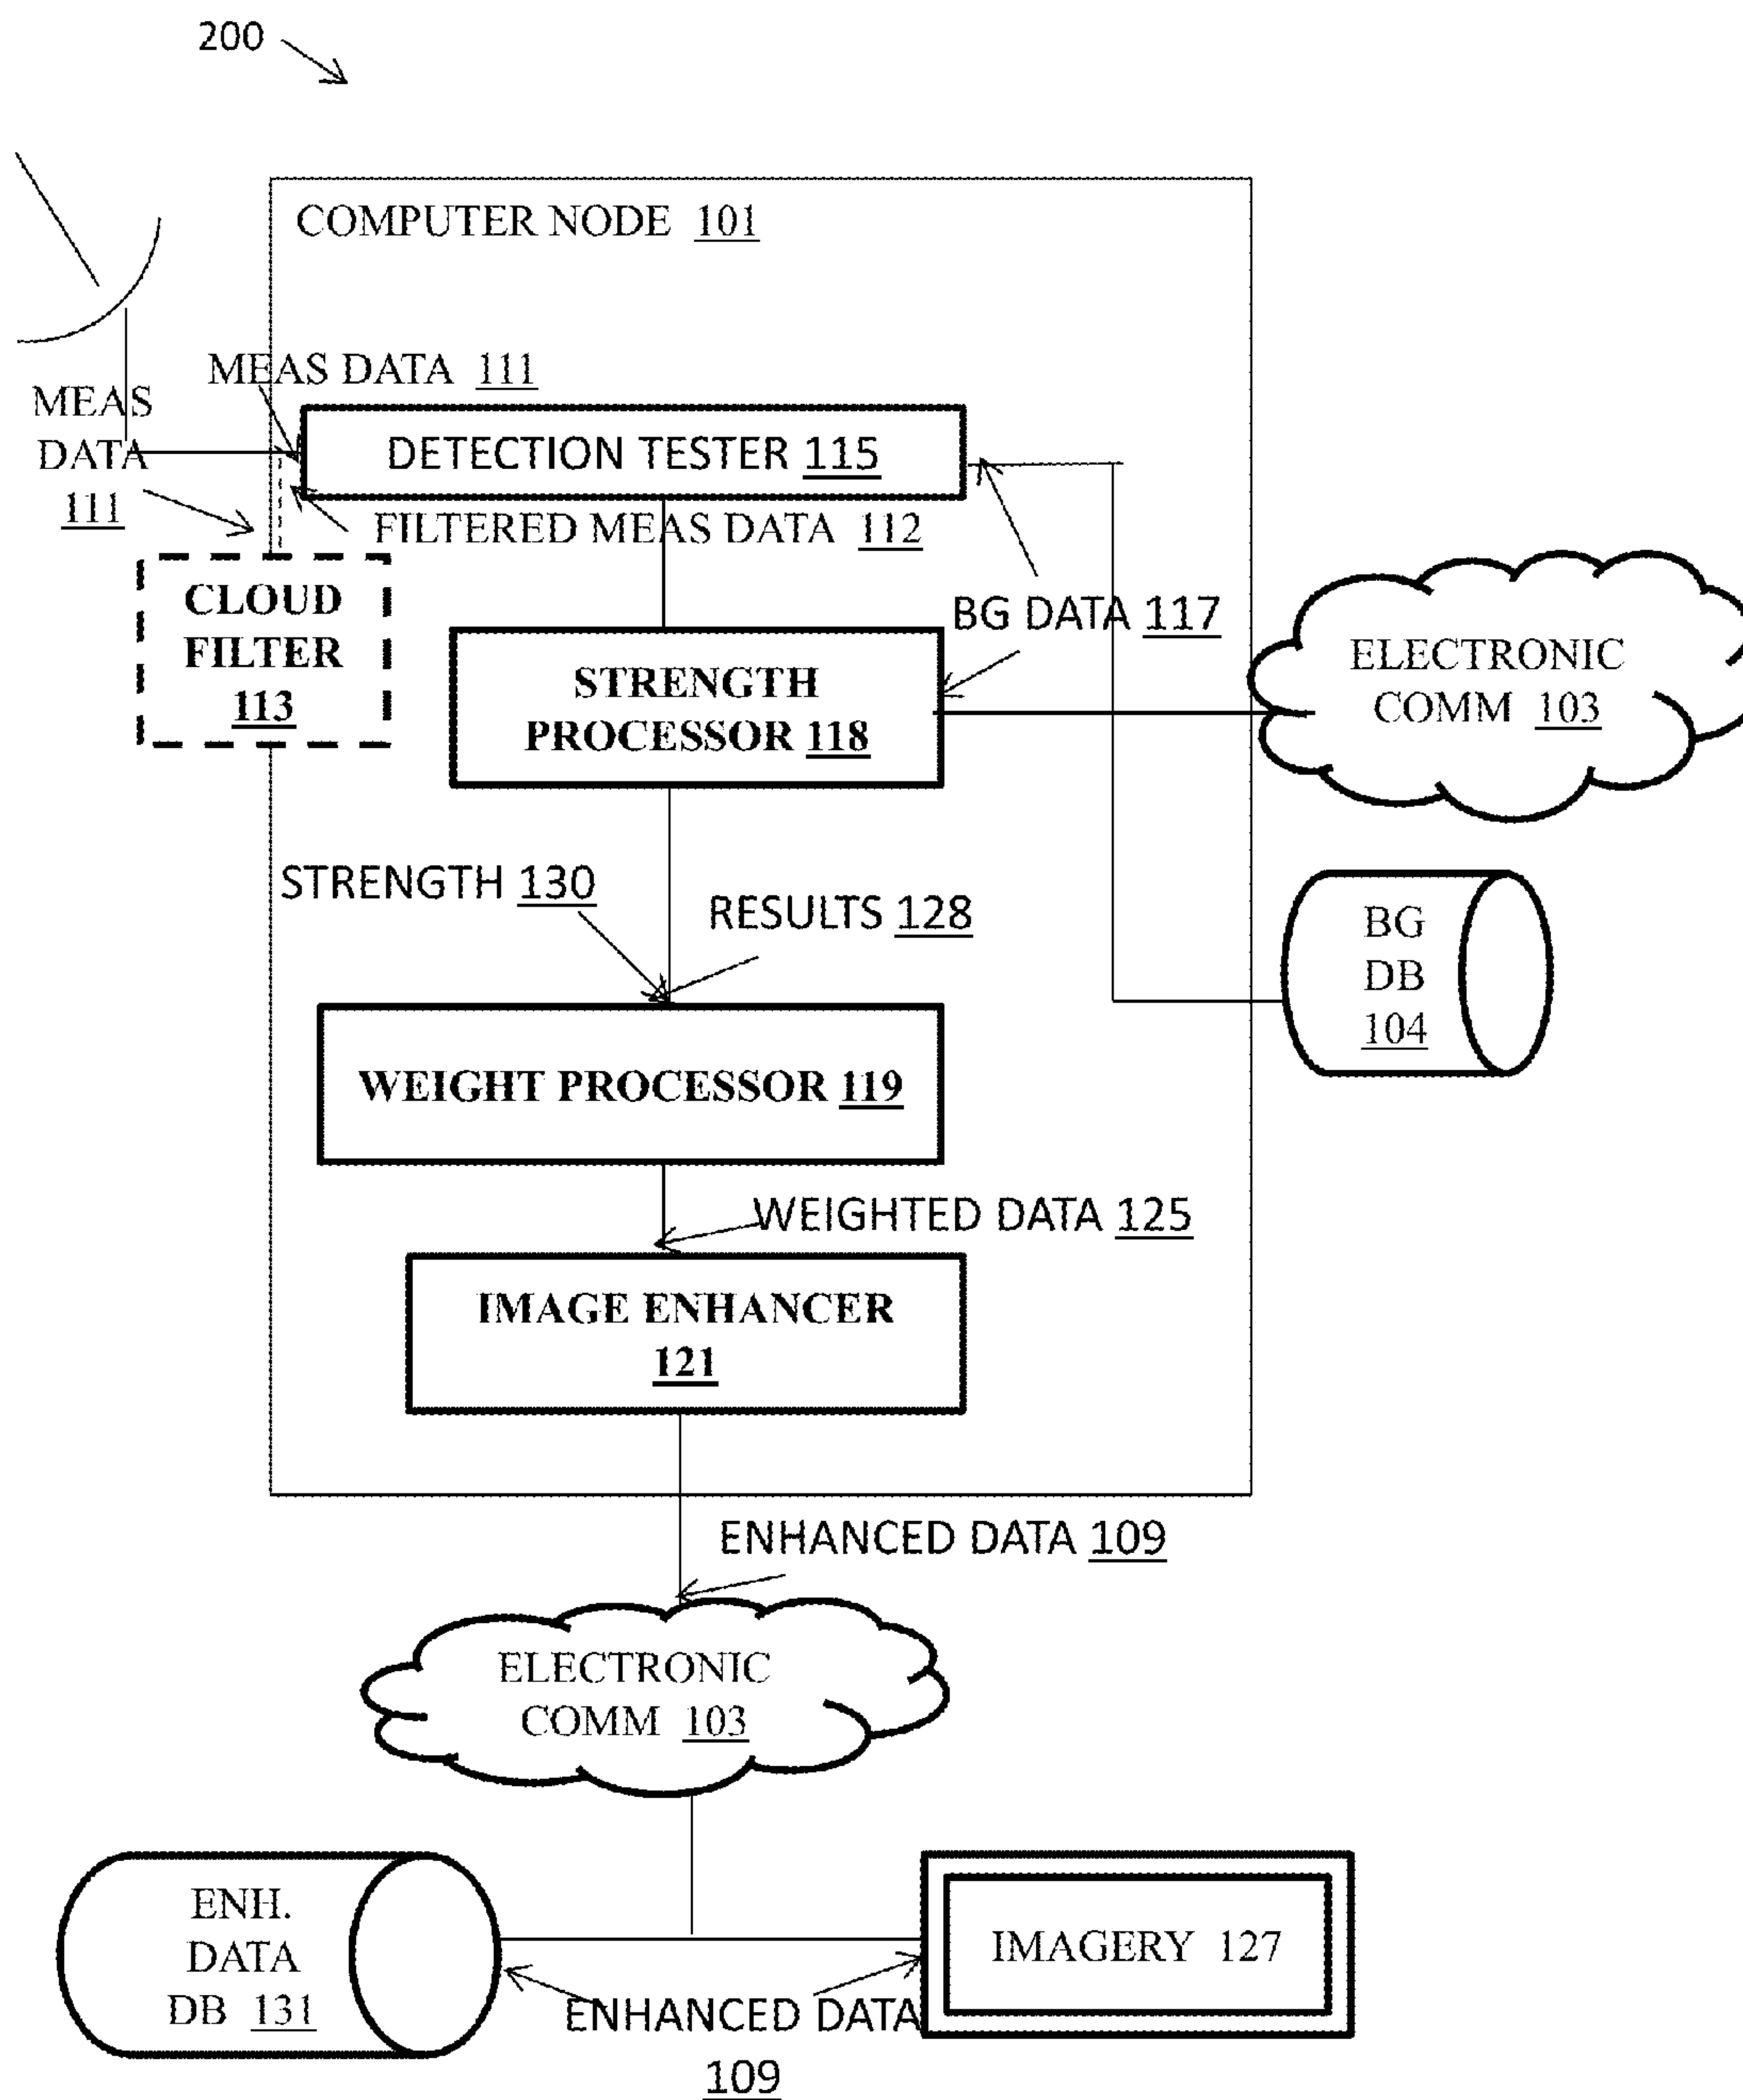 200
COMPUTER NODE 101
MEAS DATA 111
MEAS
DATA
111
DETECTION TESTER 115
FILTERED MEAS DATA 112
CLOUD
FILTER
113
BG DATA 117
STRENGTH
PROCESSOR 118
ELECTRONIC
COMM 103
STRENGTH 130
RESULTS 128
BG
DB
104
WEIGHT PROCESSOR 119
WEIGHTED DATA 125
IMAGE ENHANCER
121
ENHANCED DATA 109
ELECTRONIC
COMM 103
ENH.
DATA
DB 131
IMAGERY 127
ENHANCED DATA
109